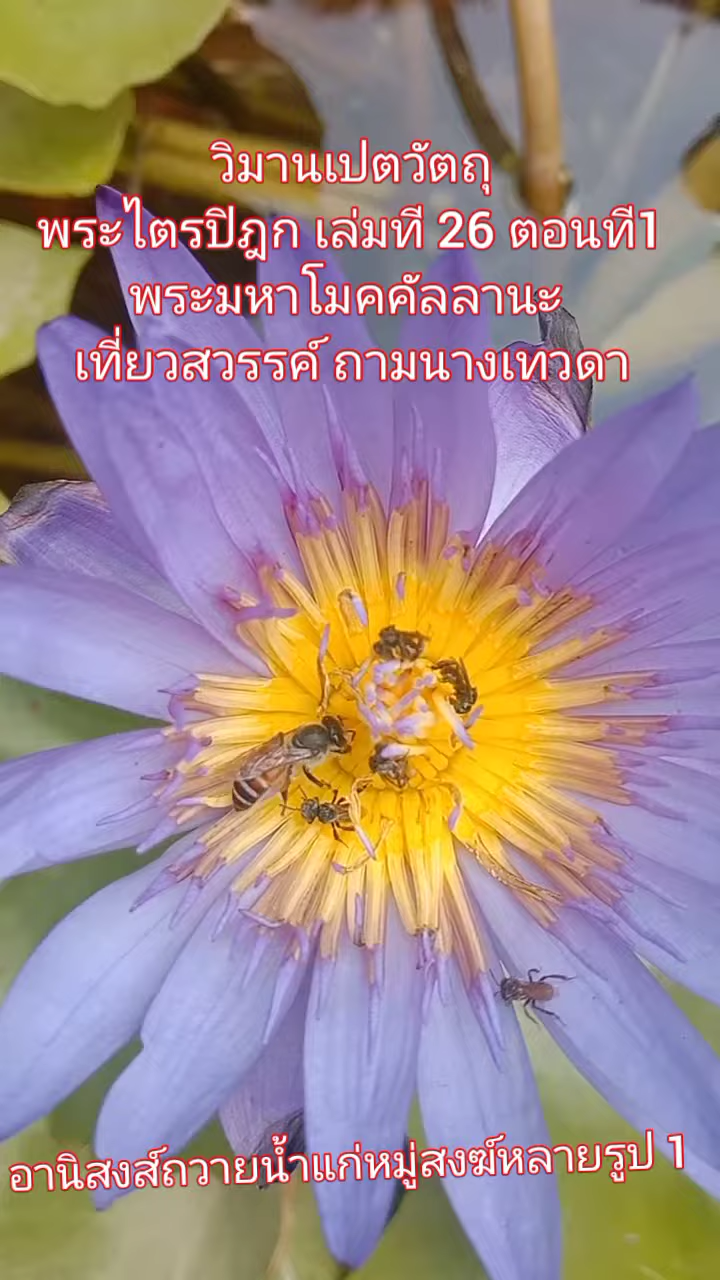 วิมานเปตวัตถุ
พระไตรปิฎก เล่มที่ 26 ตอนที่1
พระมหาโมคคัลลานะ
เที่ยวสวรรค์ ถามนางเทวดา
อานิสงส์ถวายน้ำแก่หมู่สงฆ์หลายรูป 1